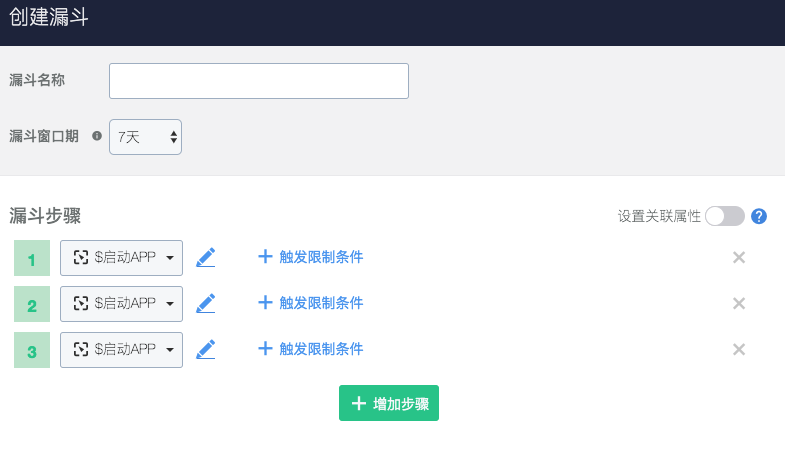 创建漏斗
漏斗名称
漏斗窗口期 7天
漏斗步骤 设置关联属性
1 $启动APP 触发限制条件
2 $启动APP 触发限制条件
3 $启动APP 触发限制条件
增加步骤